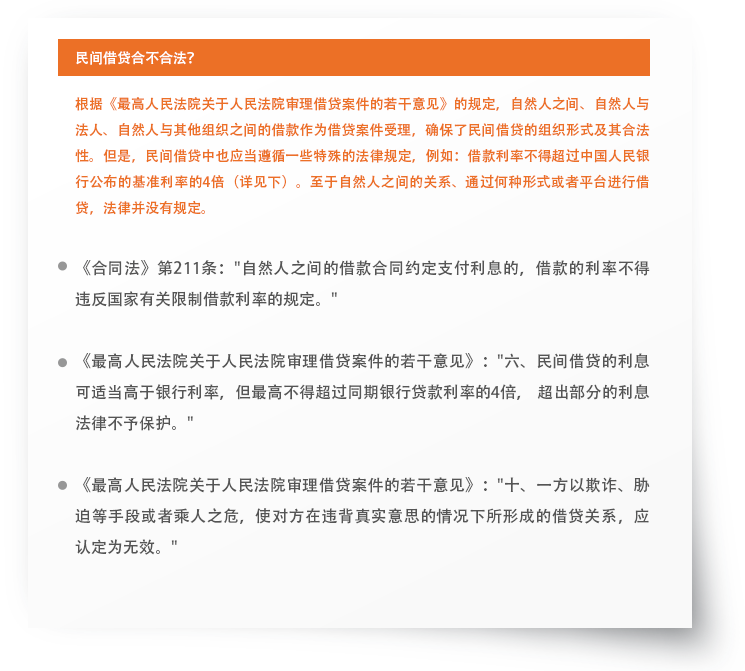 民间借贷合不合法?
根据《最高人民法院关于人民法院审理借贷案件的若干意见》的规定，自然人之间、自然人与
法人、自然人与其他组织之间的借款作为借贷案件受理，确保了民间借贷的组织形式及其合法
性。但是，民间借贷中也应当遵循一些特殊的法律规定，例如：借款利率不得超过中国人民银
行公布的基准利率的4倍（详见下）。至于自然人之间的关系、通过何种形式或者平台进行借
贷，法律并没有规定。
《合同法》第211条："自然人之间的借款合同约定支付利息的，借款的利率不得
违反国家有关限制借款利率的规定。"
《最高人民法院关于人民法院审理借贷案件的若干意见》："六、民间借贷的利息
可适当高于银行利率，但最高不得超过同期银行贷款利率的4倍， 超出部分的利息
法律不予保护。"
《最高人民法院关于人民法院审理借贷案件的若干意见》："十、一方以欺诈、胁
迫等手段或者乘人之危，使对方在违背真实意思的情况下所形成的借贷关系，应
认定为无效。"